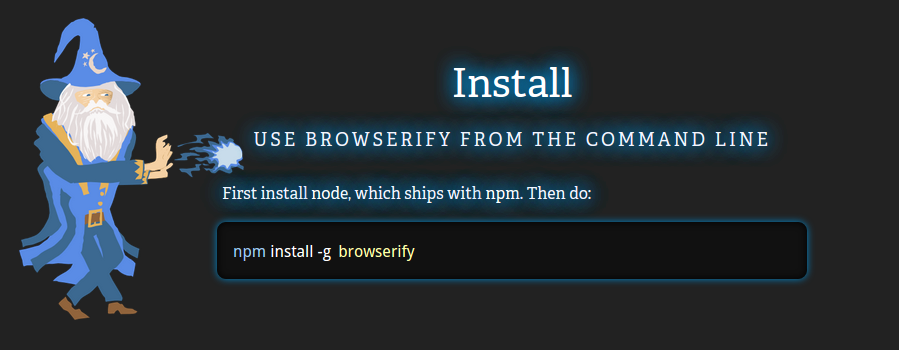 Install
USE BROWSERIFY FROM THE COMMAND LINE
First install node, which ships with npm. Then do:
npm install -g browserify